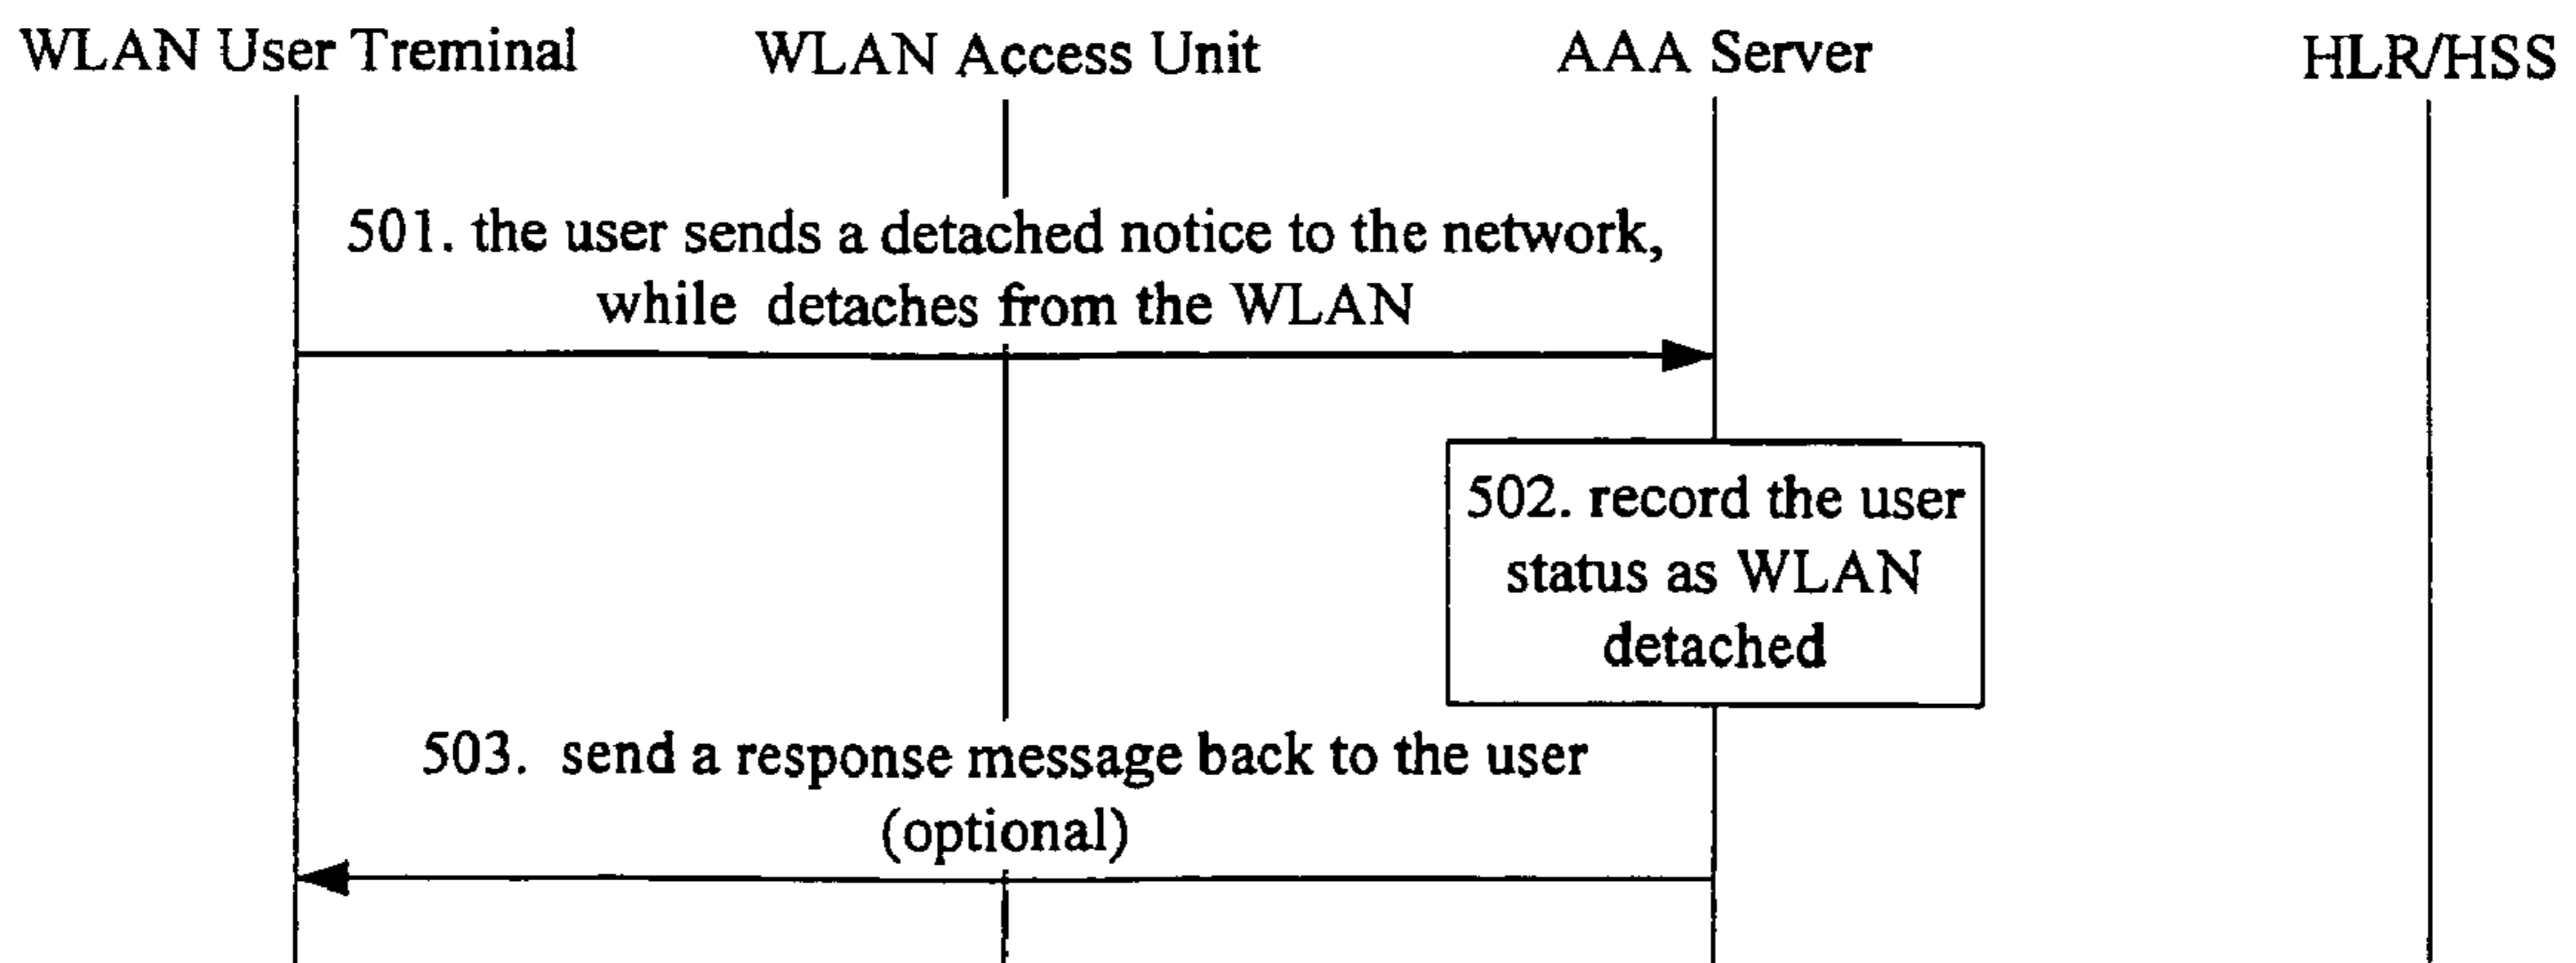 WLAN User Treminal
WLAN Access Unit
AAA Server
HLR/HSS
501. the user sends a detached notice to the network,
while detaches from the WLAN
502. record the user
status as WLAN
detached
503. send a response message back to the user
(optional)